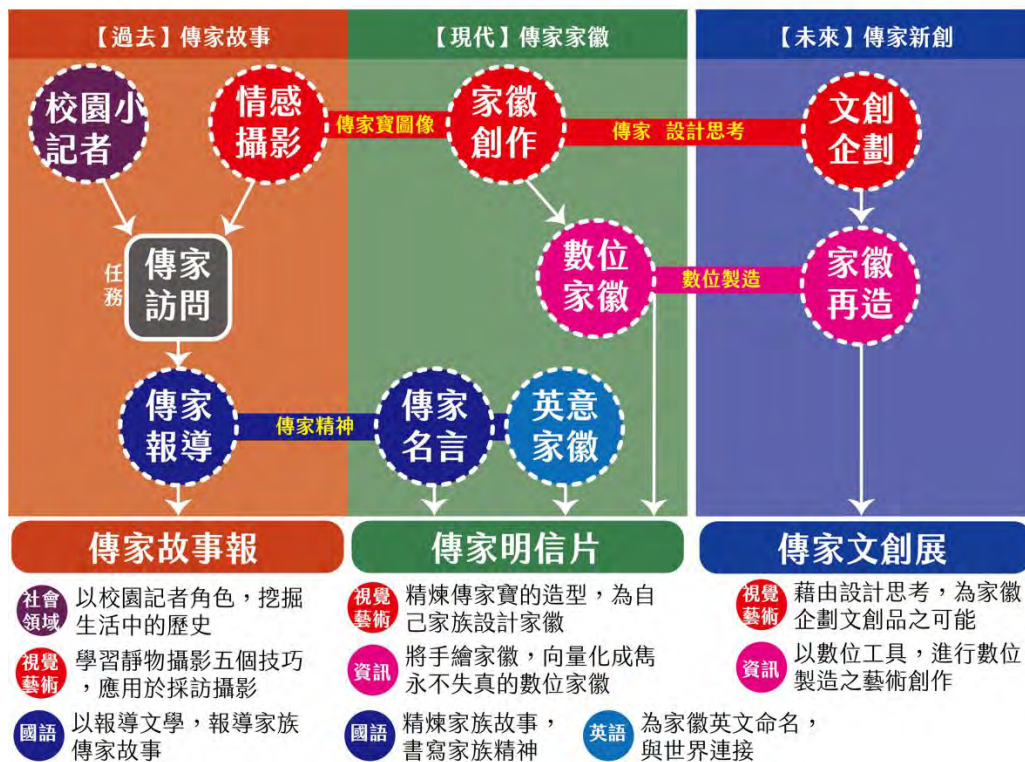 【過去】傳家故事
【現代】傳家家徽
【未來】傳家新創
校園小
記者
情感
攝影
傳家寶圖像
家徽
創作
傳家 設計思考
文創
企劃
任
務
傳家
訪問
數位
家徽
數位製造
家徽
再造
傳家
報導
傳家精神
傳家
名言
英意
家徽
傳家故事報
傳家明信片
傳家文創展
社會
領域
以校園記者角色，挖掘
生活中的歷史
視覺
藝術
學習靜物攝影五個技巧
，應用於採訪攝影
國語
以報導文學，報導家族
傳家故事
視覺
藝術
精煉傳家寶的造型，為自
己家族設計家徽
資訊
將手繪家徽，向量化成雋
永不失真的數位家徽
國語
精煉家族故事，
書寫家族精神
英語
為家徽英文命名，
與世界連接
視覺
藝術
藉由設計思考，為家徽
企劃文創品之可能
資訊
以數位工具，進行數位
製造之藝術創作